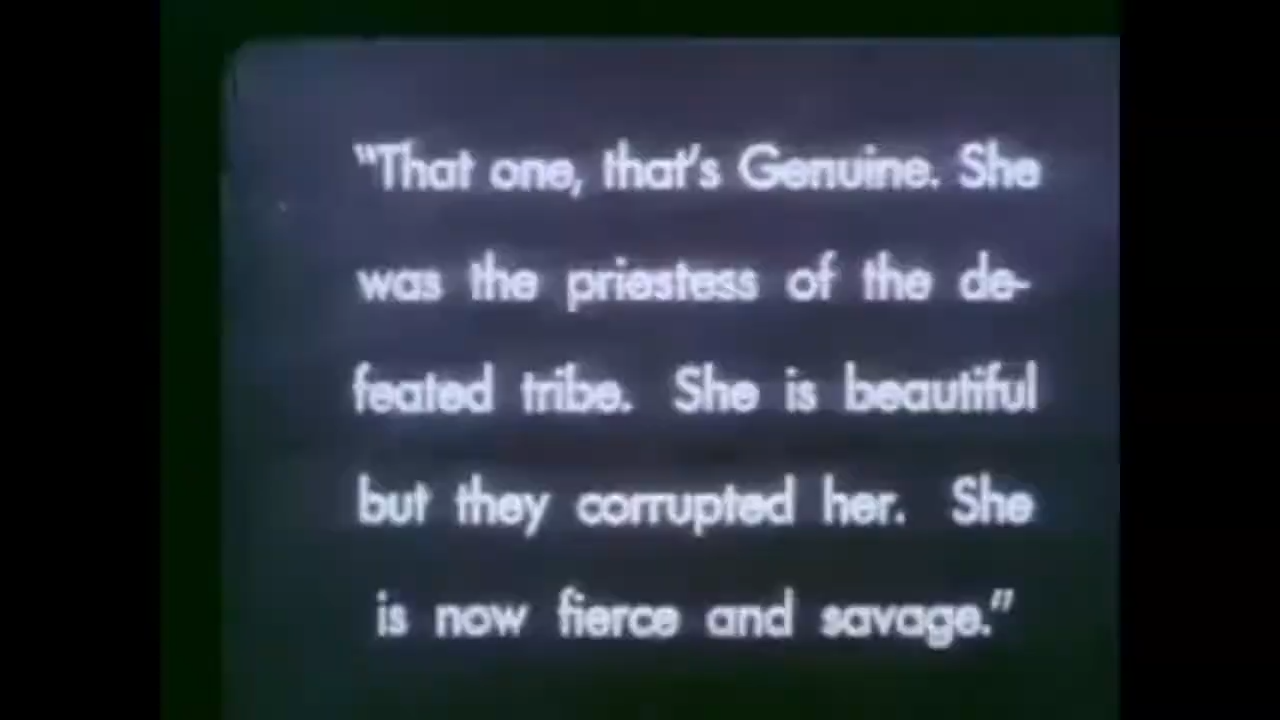 “That one, that’s Genuine. She
was the priestess of the de-
feated tribe. She is beautiful
but they corrupted her. She
is now fierce and savage.”